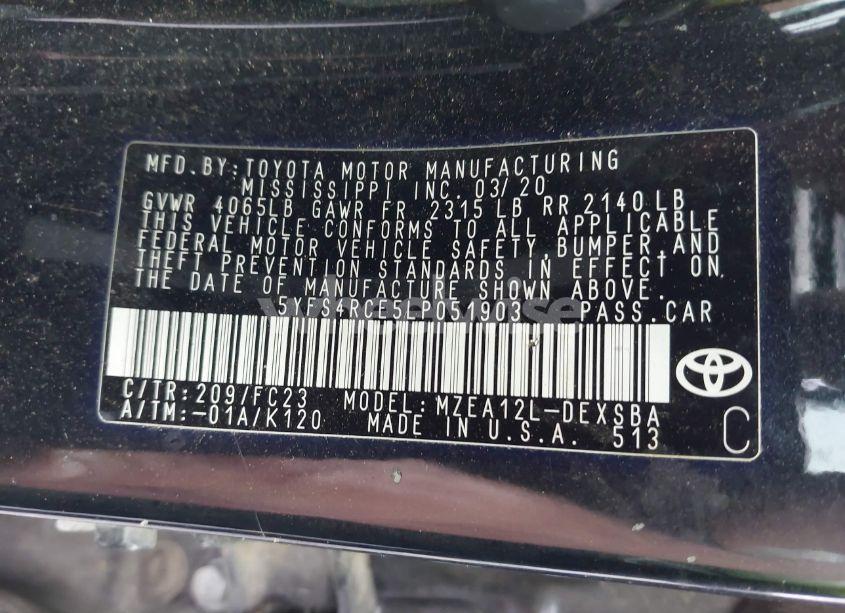 MFD.BY:TOYOTA MOTOR MANUFACTURING
MISSISSIPPI INC.03/20
GVWR 4065LB GAWR FR 2315 LB RR 2140 LB
THIS VEHICLE CONFORMS TO ALL APPLICABLE
FEDERAL MOTOR VEHICLE SAFETY,BUMPER,AND
THEFT PREVENTION STANDARDS IN EFFECT ON
THE DATE OF MANUFACTURE SHOWN ABOVE.
5YFS4RCE5LP051903 PASS.CAR
C/TR:209/FC23 MODEL:MZEA12L-DEXSBA
A/TM:-01A/K120 MADE IN U.S.A. 513
C